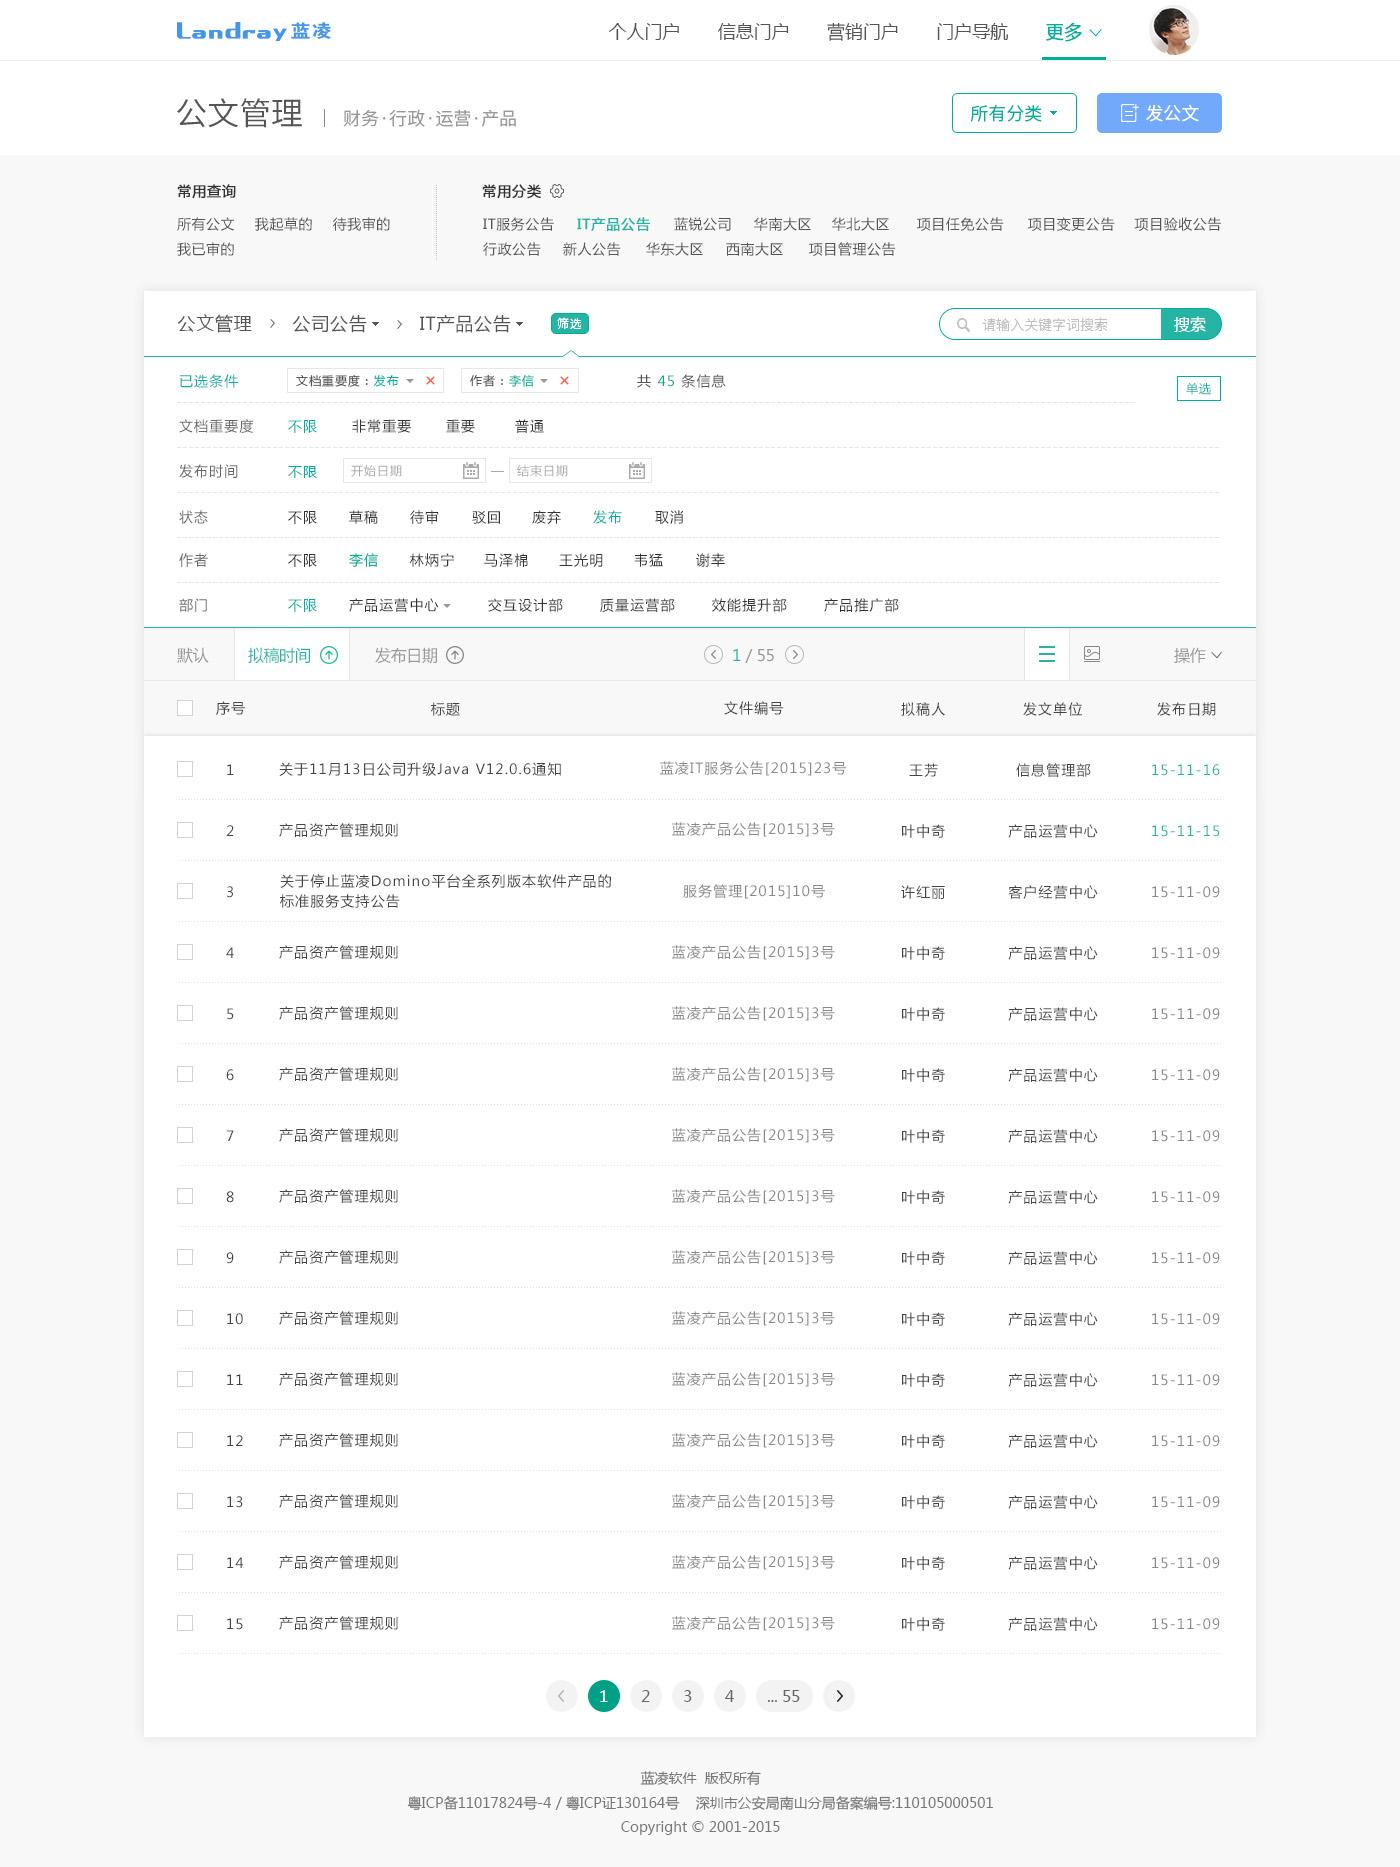 Landray 蓝凌 个人门户 信息门户 营销门户 门户导航 更多
公文管理 | 财务·行政·运营·产品 所有分类 发公文
常用查询 常用分类
所有公文 我起草的 待我审的 IT服务公告 IT产品公告 蓝锐公司 华南大区 华北大区 项目任免公告 项目变更公告 项目验收公告
我已审的 行政公告 新人公告 华东大区 西南大区 项目管理公告
公文管理 > 公司公告 > IT产品公告 筛选 请输入关键字词搜索 搜索
已选条件 文档重要度：发布 × 作者：李信 × 共 45 条信息 单选
文档重要度 不限 非常重要 重要 普通
发布时间 不限 开始日期 — 结束日期
状态 不限 草稿 待审 驳回 废弃 发布 取消
作者 不限 李信 林炳宁 马泽棉 王光明 韦猛 谢幸
部门 不限 产品运营中心 交互设计部 质量运营部 效能提升部 产品推广部
默认 拟稿时间 发布日期 1 / 55 操作
序号 标题 文件编号 拟稿人 发文单位 发布日期
1 关于11月13日公司升级Java V12.0.6通知 蓝凌IT服务公告[2015]23号 王芳 信息管理部 15-11-16
2 产品资产管理规则 蓝凌产品公告[2015]3号 叶中奇 产品运营中心 15-11-15
3 关于停止蓝凌Domino平台全系列版本软件产品的 服务管理[2015]10号 许红丽 客户经营中心 15-11-09
标准服务支持公告
4 产品资产管理规则 蓝凌产品公告[2015]3号 叶中奇 产品运营中心 15-11-09
5 产品资产管理规则 蓝凌产品公告[2015]3号 叶中奇 产品运营中心 15-11-09
6 产品资产管理规则 蓝凌产品公告[2015]3号 叶中奇 产品运营中心 15-11-09
7 产品资产管理规则 蓝凌产品公告[2015]3号 叶中奇 产品运营中心 15-11-09
8 产品资产管理规则 蓝凌产品公告[2015]3号 叶中奇 产品运营中心 15-11-09
9 产品资产管理规则 蓝凌产品公告[2015]3号 叶中奇 产品运营中心 15-11-09
10 产品资产管理规则 蓝凌产品公告[2015]3号 叶中奇 产品运营中心 15-11-09
11 产品资产管理规则 蓝凌产品公告[2015]3号 叶中奇 产品运营中心 15-11-09
12 产品资产管理规则 蓝凌产品公告[2015]3号 叶中奇 产品运营中心 15-11-09
13 产品资产管理规则 蓝凌产品公告[2015]3号 叶中奇 产品运营中心 15-11-09
14 产品资产管理规则 蓝凌产品公告[2015]3号 叶中奇 产品运营中心 15-11-09
15 产品资产管理规则 蓝凌产品公告[2015]3号 叶中奇 产品运营中心 15-11-09
< 1 2 3 4 ... 55 >
蓝凌软件 版权所有
粤ICP备11017824号-4 / 粤ICP证130164号 深圳市公安局南山分局备案编号:110105000501
Copyright © 2001-2015